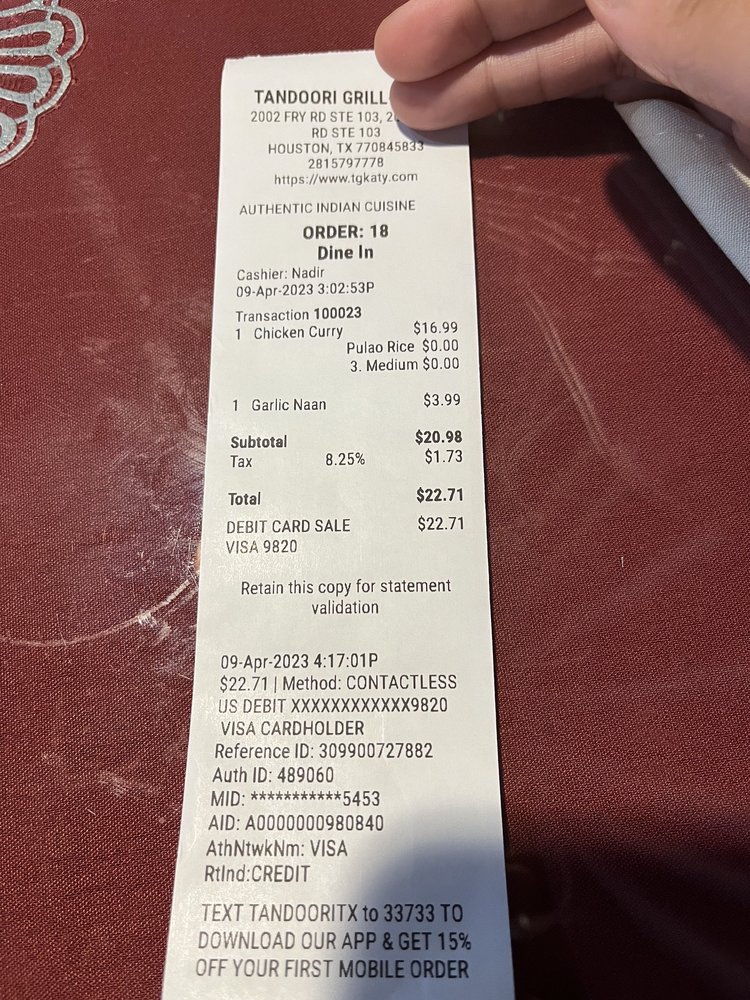 TANDOORI GRILL
2002 FRY RD STE 103,
RD STE 103
HOUSTON, TX 770845833
2815797778
https://www.tgkaty.com
AUTHENTIC INDIAN CUISINE
ORDER: 18
Dine In
Cashier: Nadir
09-Apr-2023 3:02:53P
Transaction 100023
1 Chicken Curry $16.99
Pulao Rice $0.00
3. Medium $0.00
1 Garlic Naan $3.99
Subtotal $20.98
Tax 8.25% $1.73
Total $22.71
DEBIT CARD SALE $22.71
VISA 9820
Retain this copy for statement
validation
09-Apr-2023 4:17:01P
$22.71 | Method: CONTACTLESS
US DEBIT XXXXXXXXXXXX9820
VISA CARDHOLDER
Reference ID: 309900727882
Auth ID: 489060
MID: ***********5453
AID: A0000000980840
AthNtwkNm: VISA
RtInd:CREDIT
TEXT TANDOORITX to 33733 TO
DOWNLOAD OUR APP & GET 15%
OFF YOUR FIRST MOBILE ORDER